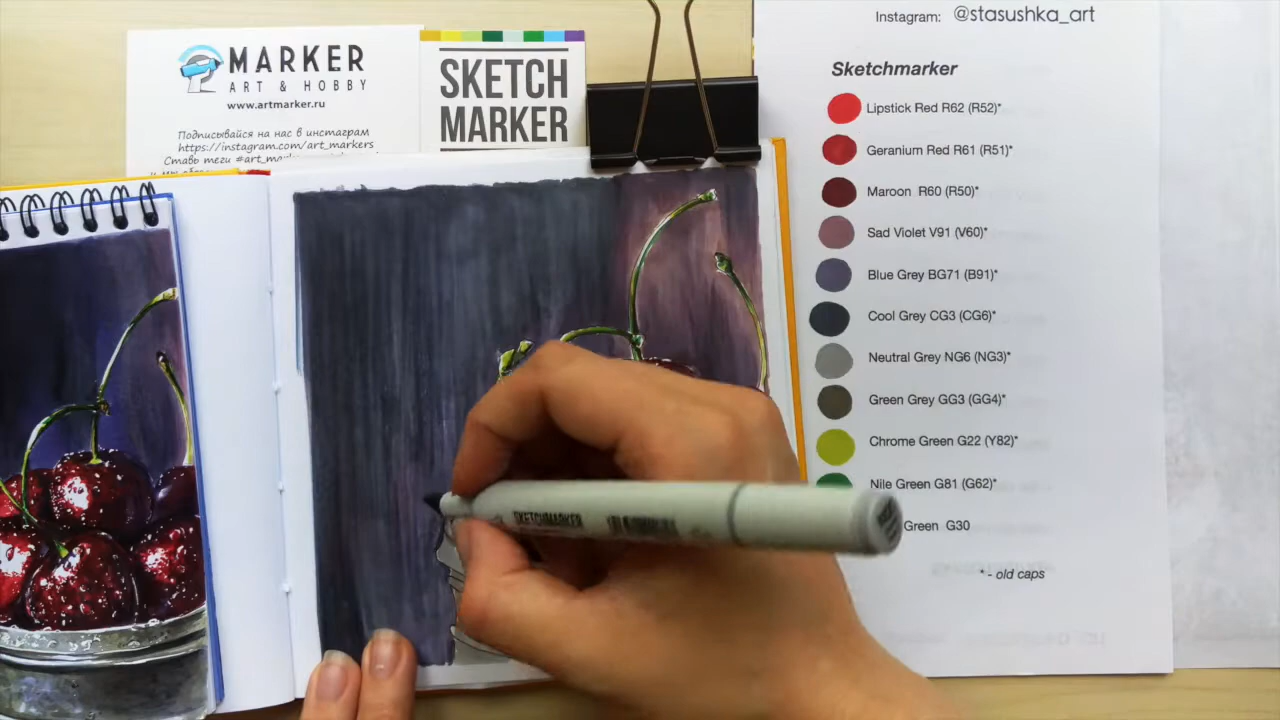 MARKER
ART & HOBBY
www.artmarker.ru
Подписывайся на нас в инстаграм
https://instagram.com/art_markers
Ставь теги
SKETCH
MARKER
Instagram: @stasushka_art
Sketchmarker
Lipstick Red R62 (R52)*
Geranium Red R61 (R51)*
Maroon R60 (R50)*
Sad Violet V91 (V60)*
Blue Grey BG71 (B91)*
Cool Grey CG3 (CG6)*
Neutral Grey NG6 (NG3)*
Green Grey GG3 (GG4)*
Chrome Green G22 (Y82)*
Nile Green G81 (G62)*
Green G30
* - old caps
SKETCHMARKER